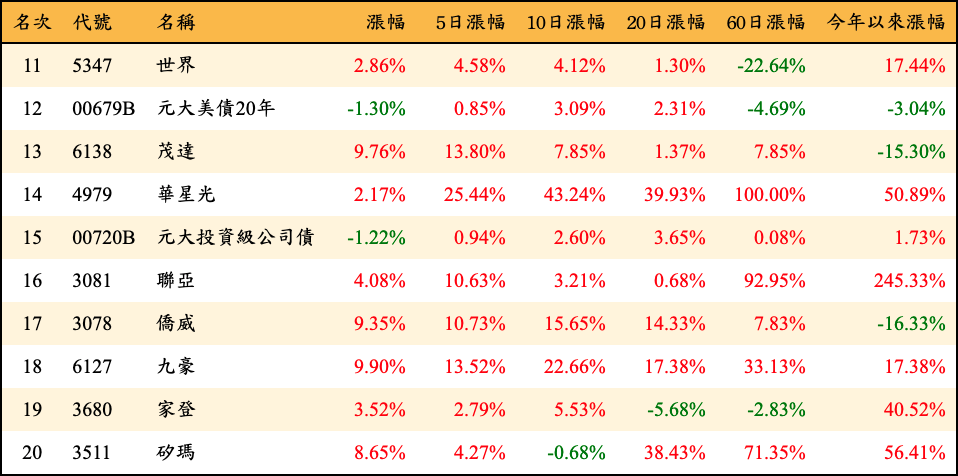 名次 代號 名稱 漲幅 5日漲幅 10日漲幅 20日漲幅 60日漲幅 今年以來漲幅
11 5347 世界 2.86% 4.58% 4.12% 1.30% -22.64% 17.44%
12 00679B 元大美債20年 -1.30% 0.85% 3.09% 2.31% -4.69% -3.04%
13 6138 茂達 9.76% 13.80% 7.85% 1.37% 7.85% -15.30%
14 4979 華星光 2.17% 25.44% 43.24% 39.93% 100.00% 50.89%
15 00720B 元大投資級公司債 -1.22% 0.94% 2.60% 3.65% 0.08% 1.73%
16 3081 聯亞 4.08% 10.63% 3.21% 0.68% 92.95% 245.33%
17 3078 僑威 9.35% 10.73% 15.65% 14.33% 7.83% -16.33%
18 6127 九豪 9.90% 13.52% 22.66% 17.38% 33.13% 17.38%
19 3680 家登 3.52% 2.79% 5.53% -5.68% -2.83% 40.52%
20 3511 矽瑪 8.65% 4.27% -0.68% 38.43% 71.35% 56.41%